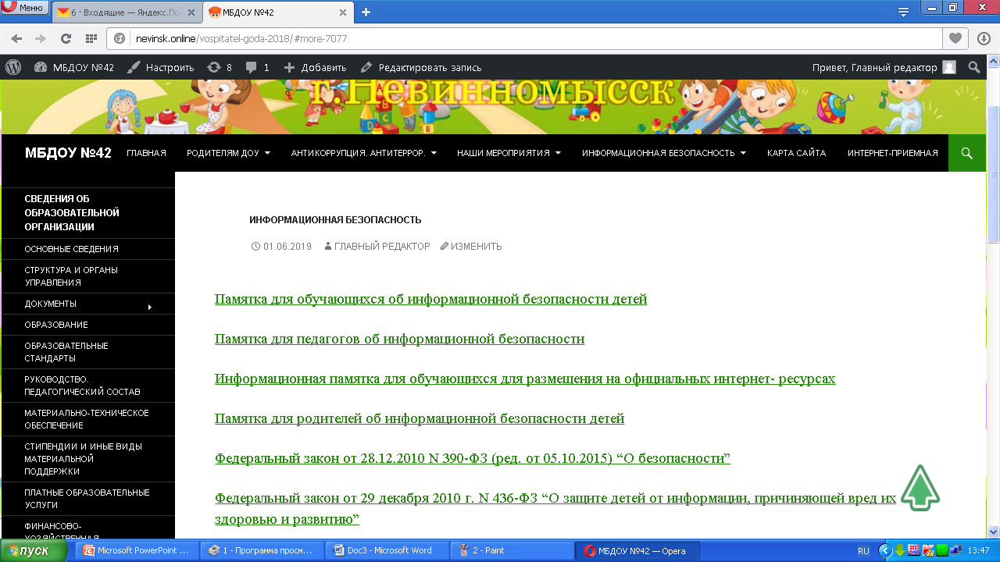 Меню
6 · Входящие — Яндекс.По
МБДОУ №42
nevinsk.online/vospitatel-goda-2018/#more-7077
МБДОУ №42 Настроить 8 1 Добавить Редактировать запись Привет, Главный редактор
г.Невинномысск
МБДОУ №42 ГЛАВНАЯ РОДИТЕЛЯМ ДОУ АНТИКОРРУПЦИЯ. АНТИТЕРРОР. НАШИ МЕРОПРИЯТИЯ ИНФОРМАЦИОННАЯ БЕЗОПАСНОСТЬ КАРТА САЙТА ИНТЕРНЕТ-ПРИЕМНАЯ
СВЕДЕНИЯ ОБ
ОБРАЗОВАТЕЛЬНОЙ
ОРГАНИЗАЦИИ
ОСНОВНЫЕ СВЕДЕНИЯ
СТРУКТУРА И ОРГАНЫ
УПРАВЛЕНИЯ
ДОКУМЕНТЫ
ОБРАЗОВАНИЕ
ОБРАЗОВАТЕЛЬНЫЕ
СТАНДАРТЫ
РУКОВОДСТВО.
ПЕДАГОГИЧЕСКИЙ СОСТАВ
МАТЕРИАЛЬНО-ТЕХНИЧЕСКОЕ
ОБЕСПЕЧЕНИЕ
СТИПЕНДИИ И ИНЫЕ ВИДЫ
МАТЕРИАЛЬНОЙ
ПОДДЕРЖКИ
ПЛАТНЫЕ ОБРАЗОВАТЕЛЬНЫЕ
УСЛУГИ
ФИНАНСОВО-
ХОЗЯЙСТВЕННАЯ
ИНФОРМАЦИОННАЯ БЕЗОПАСНОСТЬ
01.06.2019 ГЛАВНЫЙ РЕДАКТОР ИЗМЕНИТЬ
Памятка для обучающихся об информационной безопасности детей
Памятка для педагогов об информационной безопасности
Информационная памятка для обучающихся для размещения на официальных интернет- ресурсах
Памятка для родителей об информационной безопасности детей
Федеральный закон от 28.12.2010 N 390-ФЗ (ред. от 05.10.2015) “О безопасности”
Федеральный закон от 29 декабря 2010 г. N 436-ФЗ “О защите детей от информации, причиняющей вред их
здоровью и развитию”
пуск Microsoft PowerPoint ... 1 - Программа просм... Doc3 - Microsoft Word 2 - Paint МБДОУ №42 — Opera RU 13:47